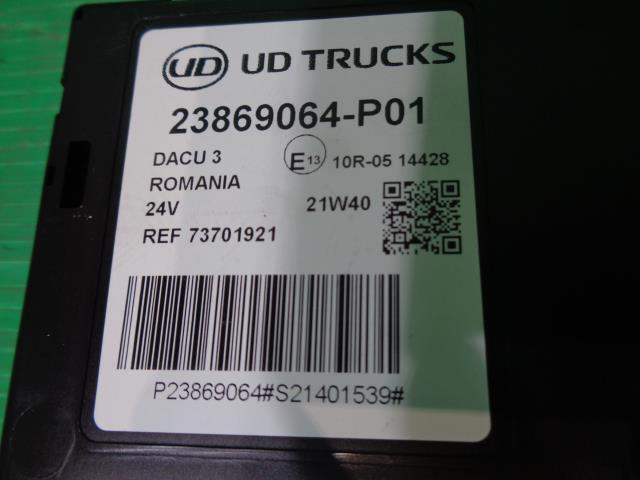 UD UD TRUCKS
23869064-P01
DACU 3 E13 10R-05 14428
ROMANIA
24V 21W40
REF 73701921
P23869064#S21401539#